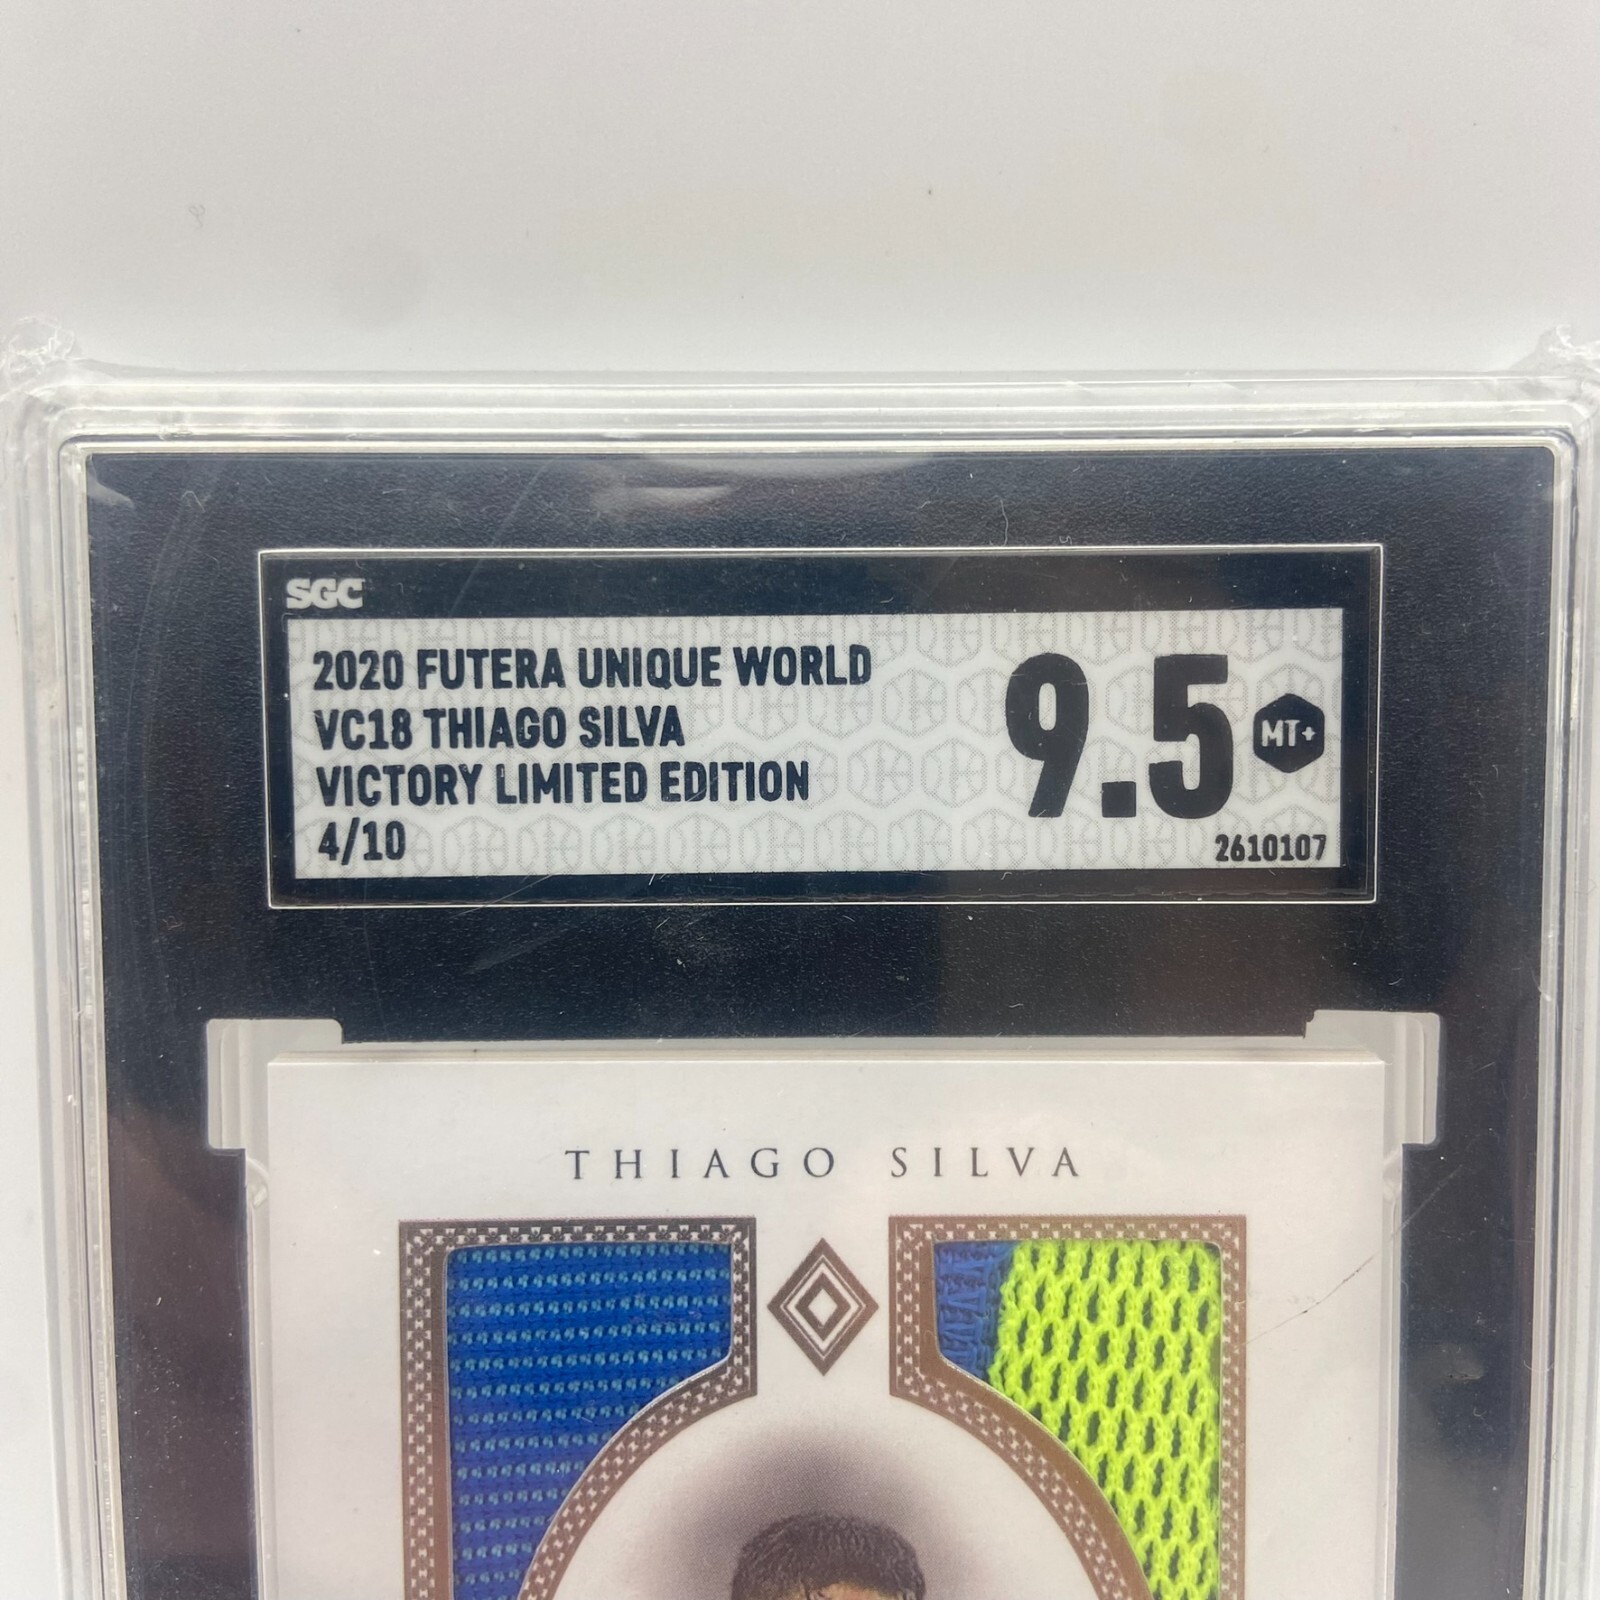 SGC
2020 FUTERA UNIQUE WORLD
VC18 THIAGO SILVA
VICTORY LIMITED EDITION
4/10
9.5
MT+
2610107
THIAGO SILVA